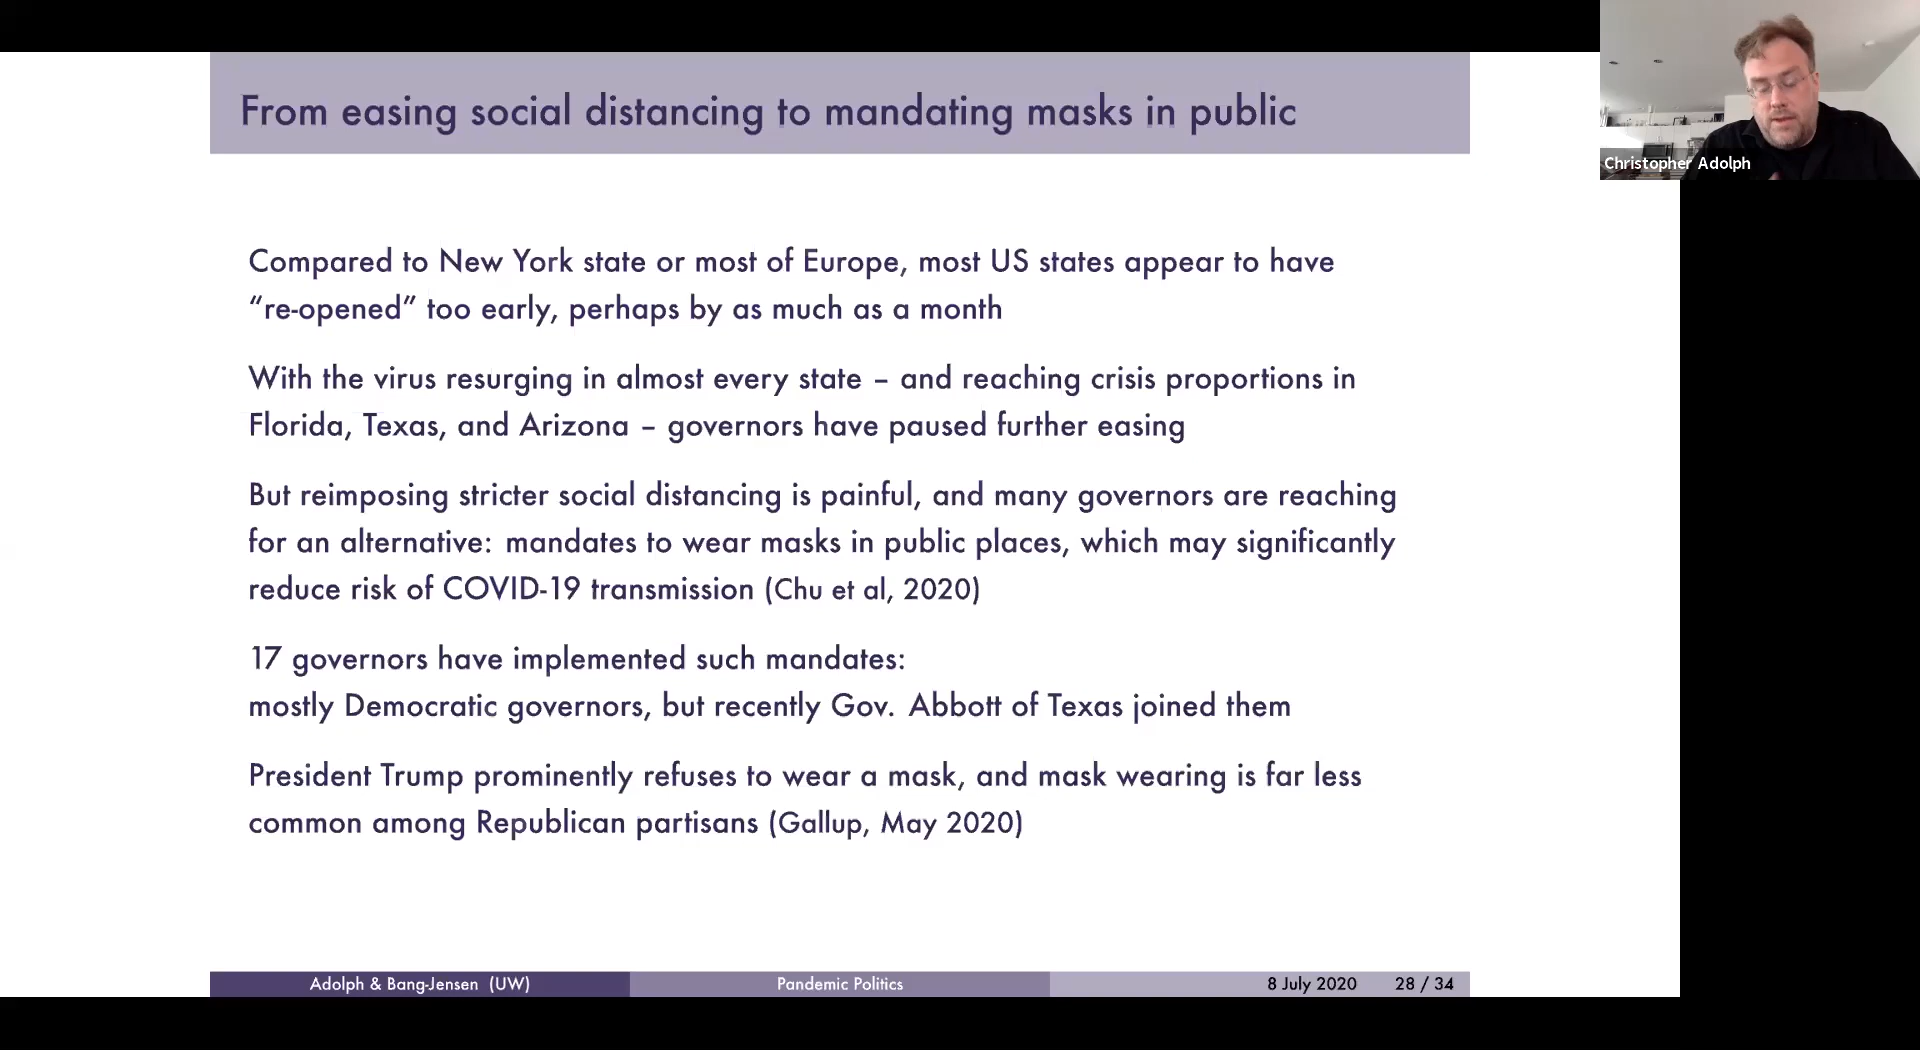 From easing social distancing to mandating masks in public
Christopher Adolph
Compared to New York state or most of Europe, most US states appear to have
“re-opened” too early, perhaps by as much as a month
With the virus resurging in almost every state – and reaching crisis proportions in
Florida, Texas, and Arizona – governors have paused further easing
But reimposing stricter social distancing is painful, and many governors are reaching
for an alternative: mandates to wear masks in public places, which may significantly
reduce risk of COVID-19 transmission (Chu et al, 2020)
17 governors have implemented such mandates:
mostly Democratic governors, but recently Gov. Abbott of Texas joined them
President Trump prominently refuses to wear a mask, and mask wearing is far less
common among Republican partisans (Gallup, May 2020)
Adolph & Bang-Jensen (UW) Pandemic Politics 8 July 2020 28 / 34